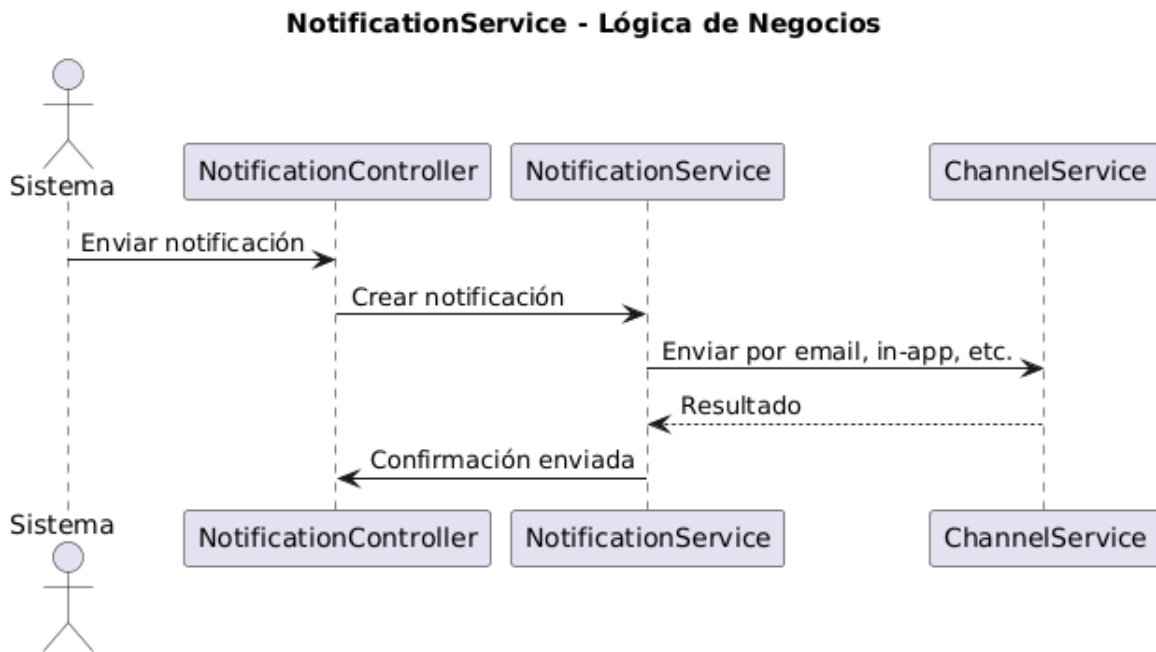 NotificationService - Lógica de Negocios
Sistema
NotificationController
NotificationService
ChannelService
Enviar notificación
Crear notificación
Enviar por email, in-app, etc.
Resultado
Confirmación enviada
Sistema
NotificationController
NotificationService
ChannelService